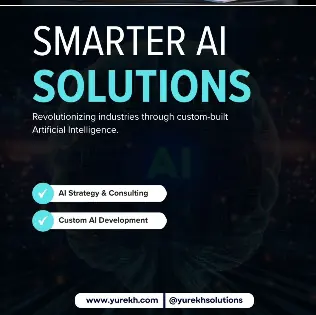 SMARTER AI
SOLUTIONS
Revolutionizing industries through custom-built
Artificial Intelligence.
AI
AI Strategy & Consulting
Custom AI Development
www.yurekh.com | @yurekhsolutions